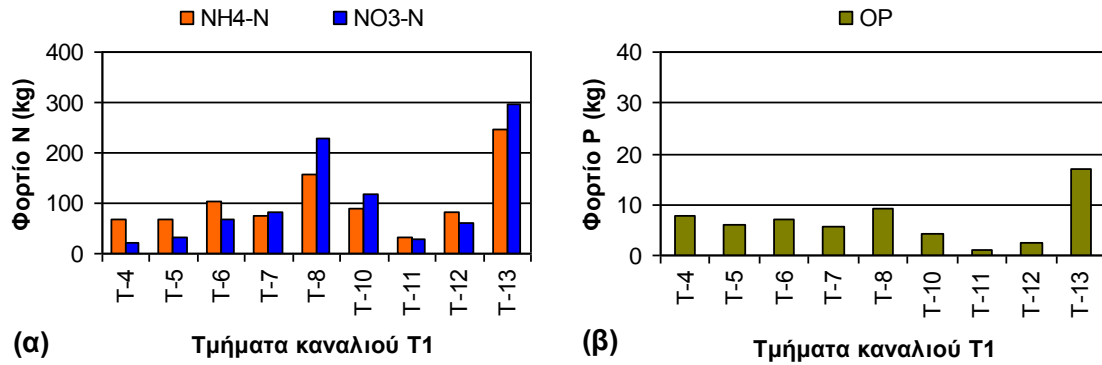 NH4-N NO3-N
Φορτίο N (kg)
400
300
200
100
0
T-4 T-5 T-6 T-7 T-8 T-10 T-11 T-12 T-13
(α) Τμήματα καναλιού T1
OP
Φορτίο P (kg)
40
30
20
10
0
T-4 T-5 T-6 T-7 T-8 T-10 T-11 T-12 T-13
(β) Τμήματα καναλιού T1